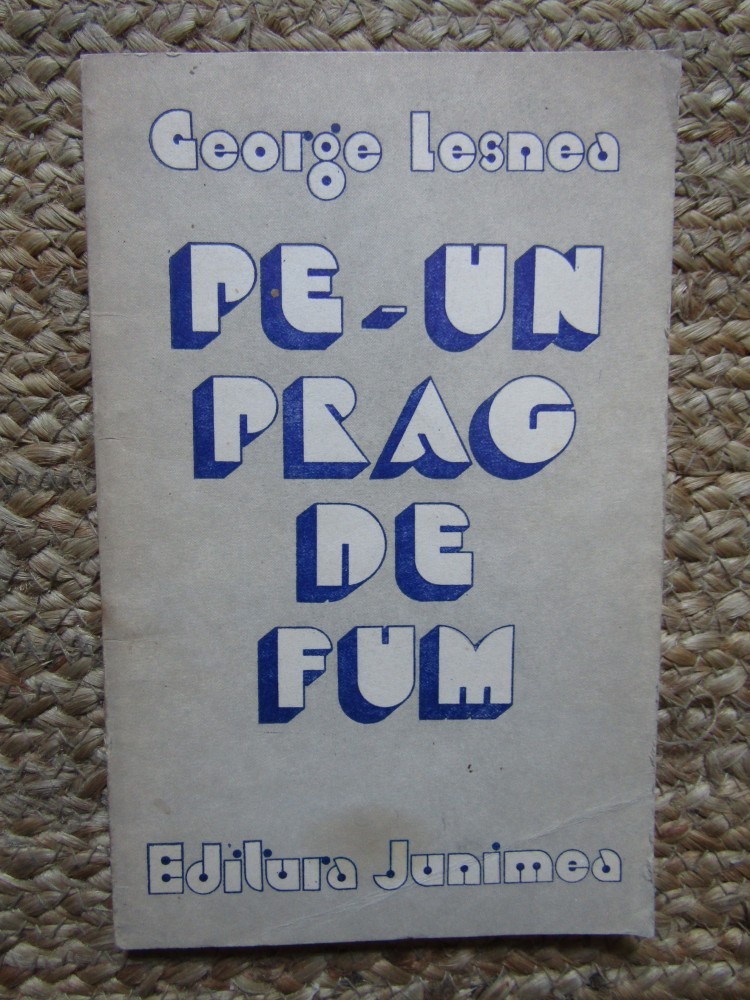 George Lesnea
PE-UN
PRAG
DE
FUM
Editura Junimea